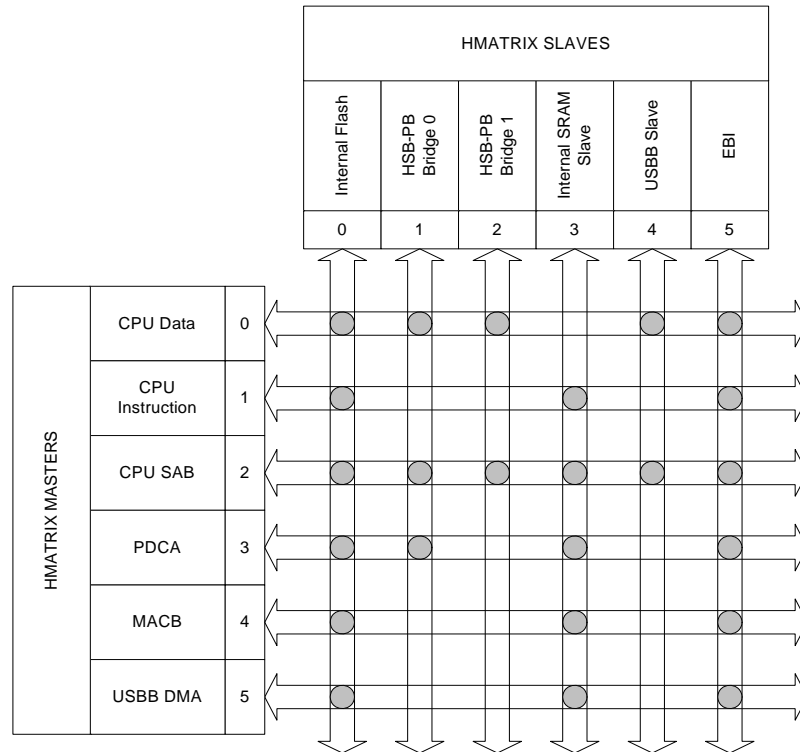 HMATRIX SLAVES
Internal Flash
HSB-PB
Bridge 0
HSB-PB
Bridge 1
Internal SRAM
Slave
USBB Slave
EBI
0
1
2
3
4
5
HMATRIX MASTERS
CPU Data
0
CPU
Instruction
1
CPU SAB
2
PDCA
3
MACB
4
USBB DMA
5